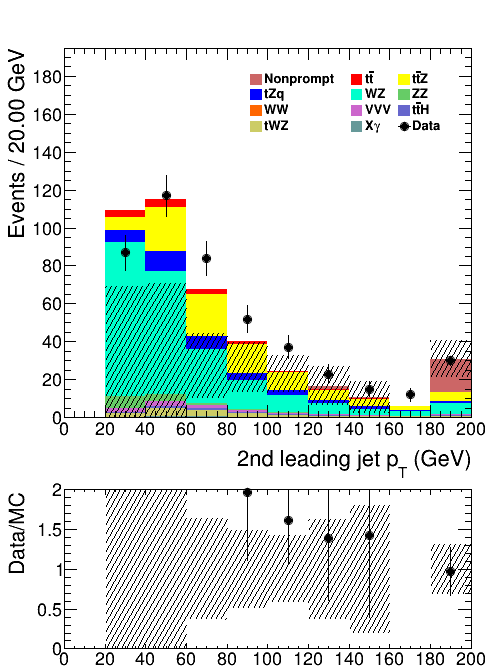 Events / 20.00 GeV
180
160
140
120
100
80
60
40
20
0
Nonprompt tt̄ tt̄Z
tZq WZ ZZ
WW VVV tt̄H
tWZ Xγ Data
0 20 40 60 80 100 120 140 160 180 200
2nd leading jet p_T (GeV)
Data/MC
2
1.5
1
0.5
0
0 20 40 60 80 100 120 140 160 180 200